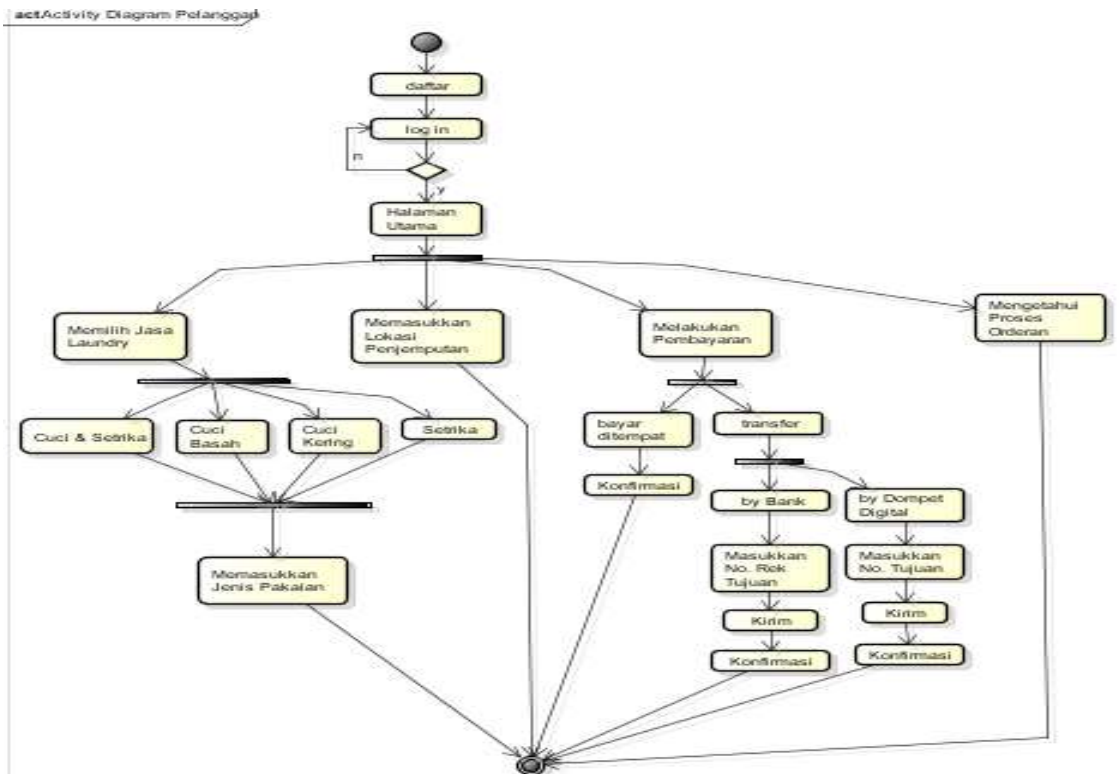 actActivity Diagram Pelanggan
daftar
log in
n
y
Halaman
Utama
Memilih Jasa
Laundry
Memasukkan
Lokasi
Penjemputan
Melakukan
Pembayaran
Mengetahui
Proses
Orderan
Cuci & Setrika
Cuci
Basah
Cuci
Kering
Setrika
bayar
ditempat
transfer
Konfirmasi
by Bank
by Dompet
Digital
Masukkan
No. Rek
Tujuan
Masukkan
No. Tujuan
Memasukkan
Jenis Pakaian
Kirim
Kirim
Konfirmasi
Konfirmasi